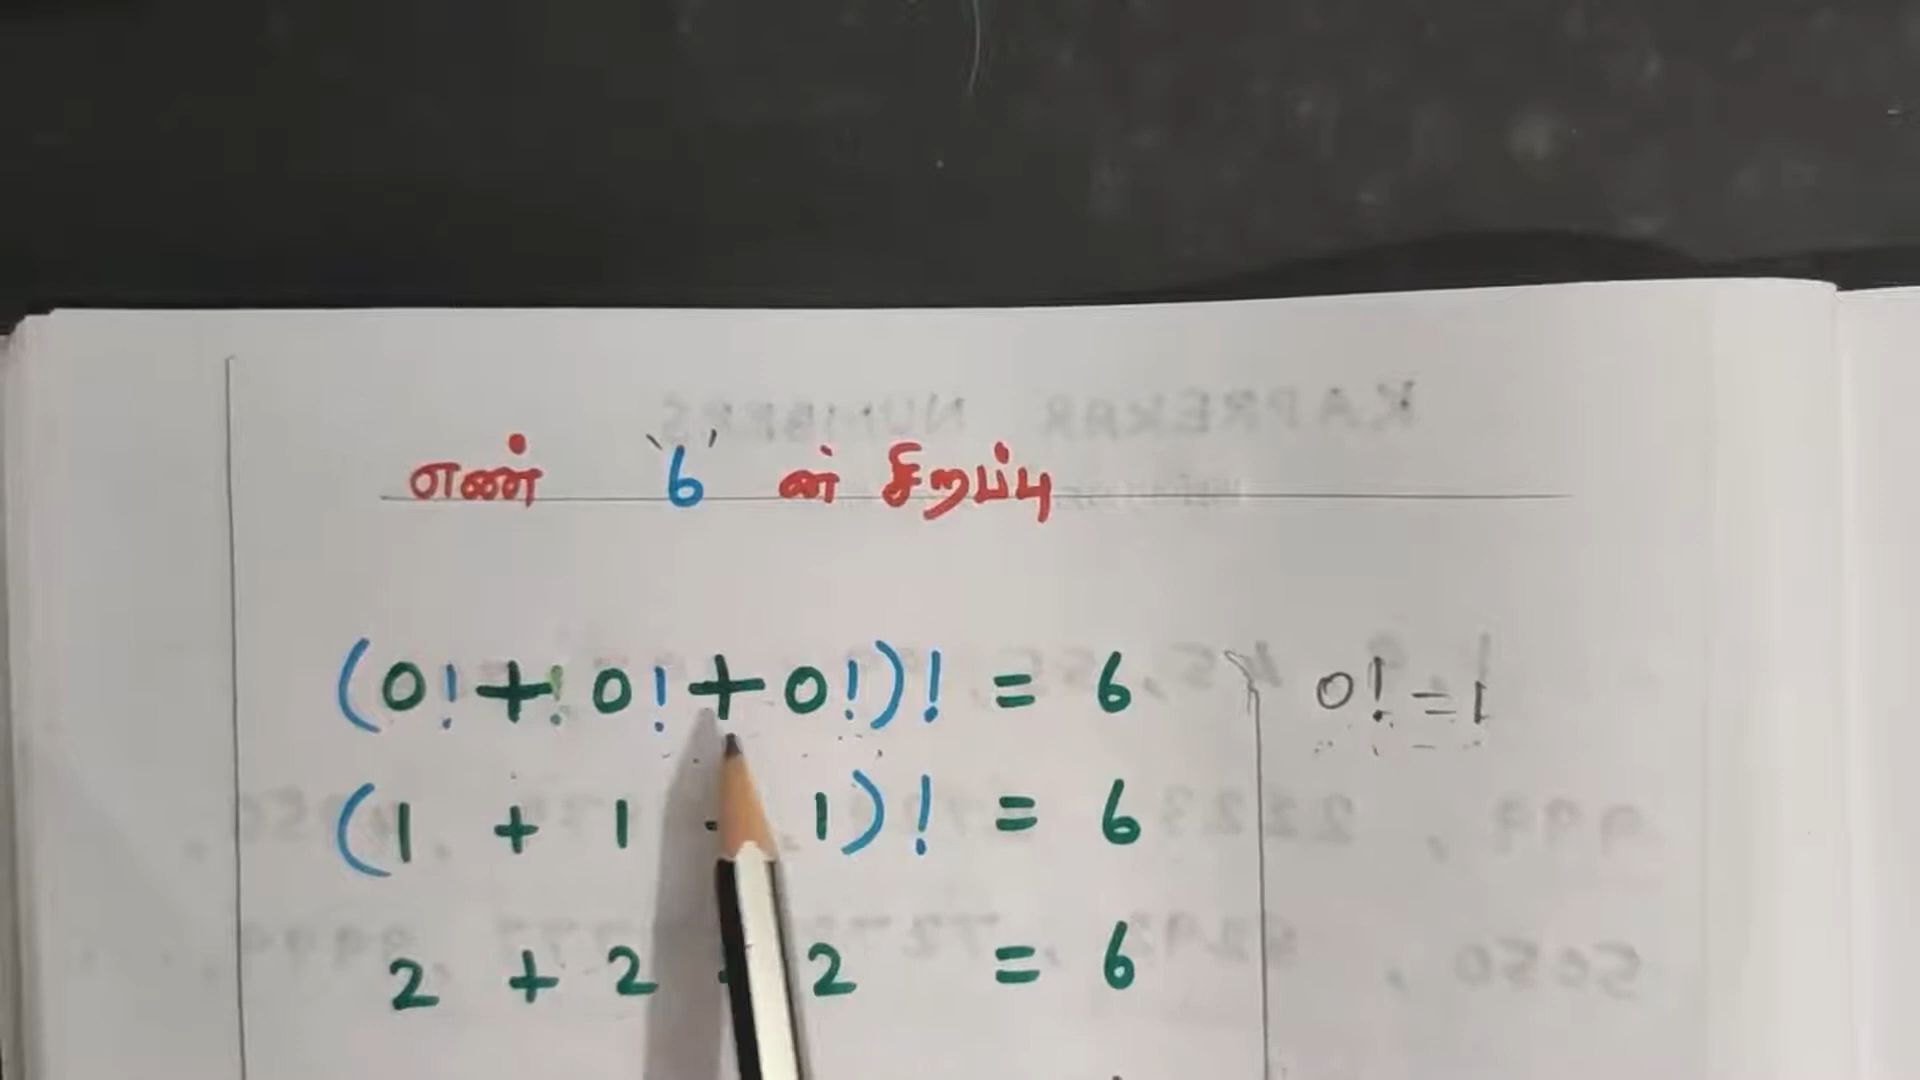 எண் '6' ன் சிறப்பு
(0! + 0! + 0!)! = 6
0! = 1
(1 + 1 1)! = 6
2 + 2 2 = 6